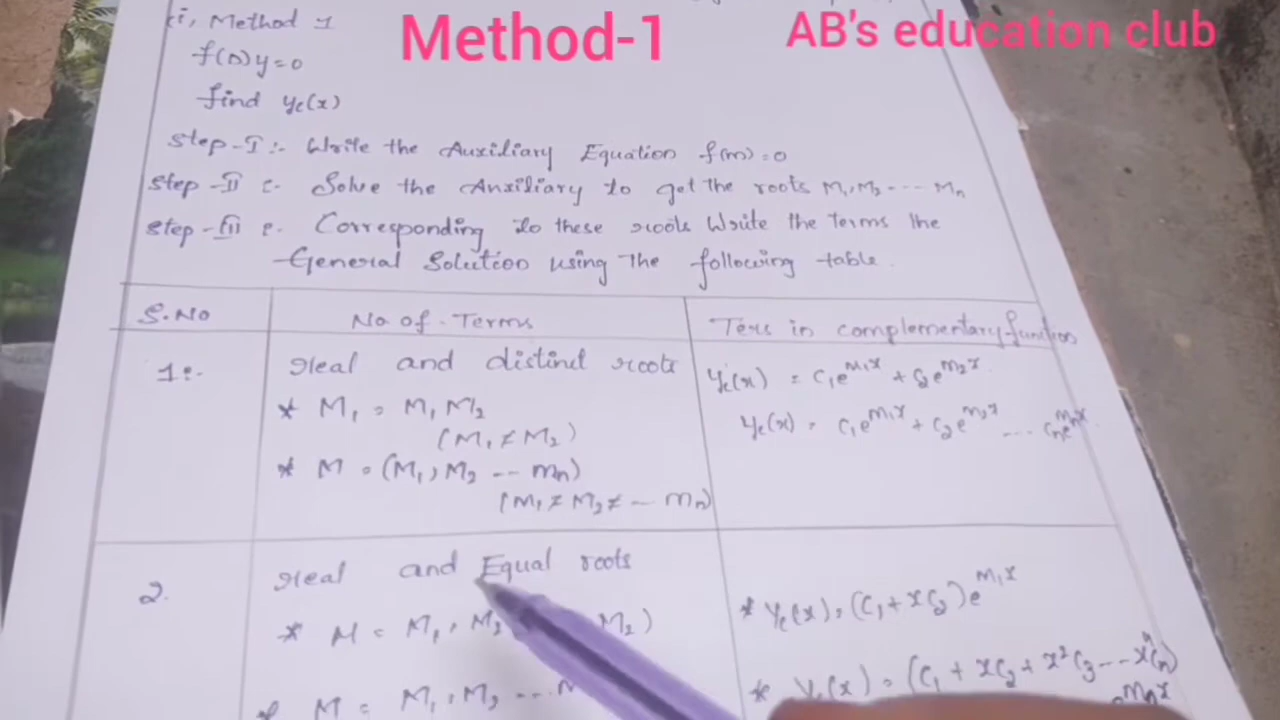 Method-1
AB's education club
i, Method 1
f(D)y=0
find yc(x)
Step-I :- Write the Auxiliary Equation f(m)=0
Step-II :- Solve the Auxiliary to get the roots M1, M2 --- Mn
Step-III :- Corresponding to these roots Write the terms the
General Solution using the following table.
S.No
No of. Terms
Ters in complementary function
1:-
Real and distinct roots
* M1 = M1, M2
(M1 ≠ M2)
* M = (M1, M2 --- mn)
(M1 ≠ M2 ≠ --- mn)
yc(x) = c1e^m1x + c2e^m2x
yc(x) = c1e^m1x + c2e^m2x ... cne^mnx
2.
Real and Equal roots
* M = M1, M2 M2)
* M = M1, M2 ...
* yc(x) = (c1 + xc2)e^m1x
* yc(x) = (c1 + xc2 + x²c3 --- x^n cn)
e^mnx